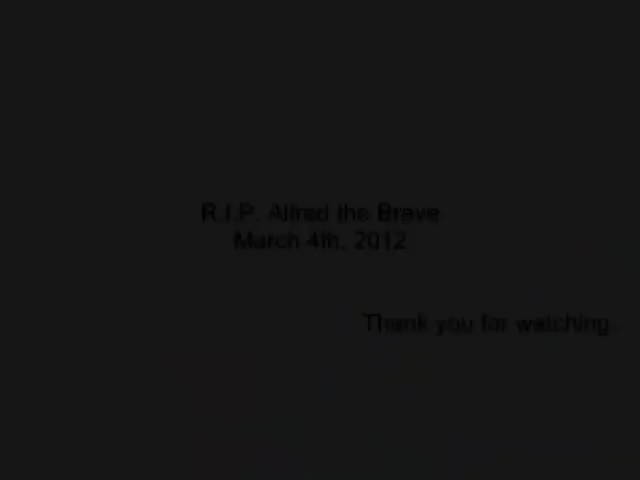 R.I.P. Alfred the Brave
March 4th, 2012
Thank you for watching.